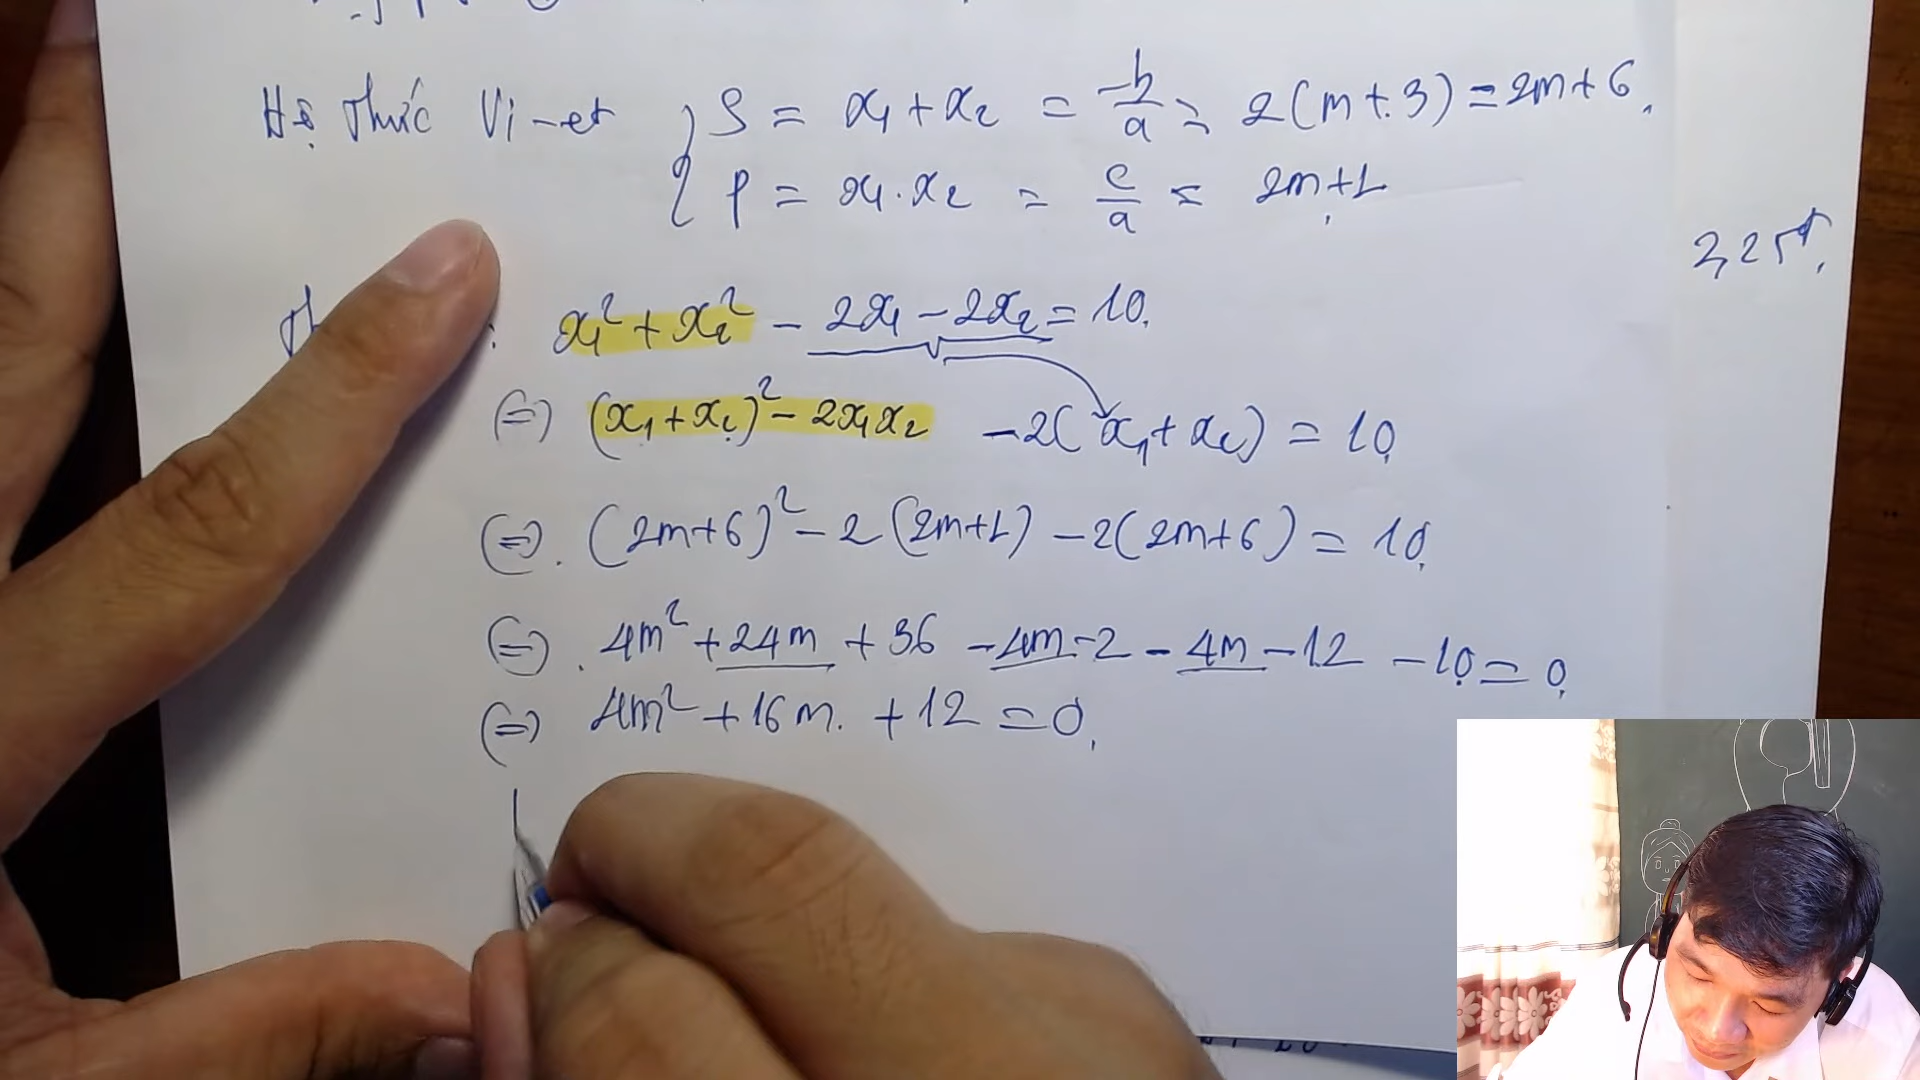 Hệ thức Vi-et { S = x₁ + x₂ = -b/a = 2(m+3) = 2m+6.
P = x₁.x₂ = c/a = 2m+1
2,25đ.
: x₁² + x₂² - 2x₁ - 2x₂ = 10.
(=) (x₁+x₂)² - 2x₁x₂ -2(x₁+x₂) = 10.
(=). (2m+6)² - 2(2m+1) - 2(2m+6) = 10.
(=). 4m² + 24m + 36 - 4m - 2 - 4m - 12 - 10 = 0.
(=) 4m² + 16m. + 12 = 0.